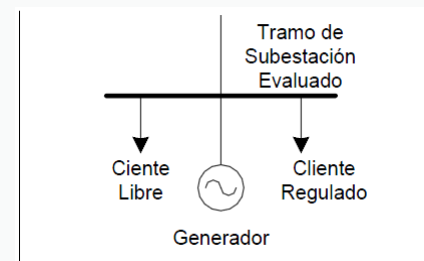 Tramo de
Subestación
Evaluado
Ciente
Libre
Cliente
Regulado
Generador